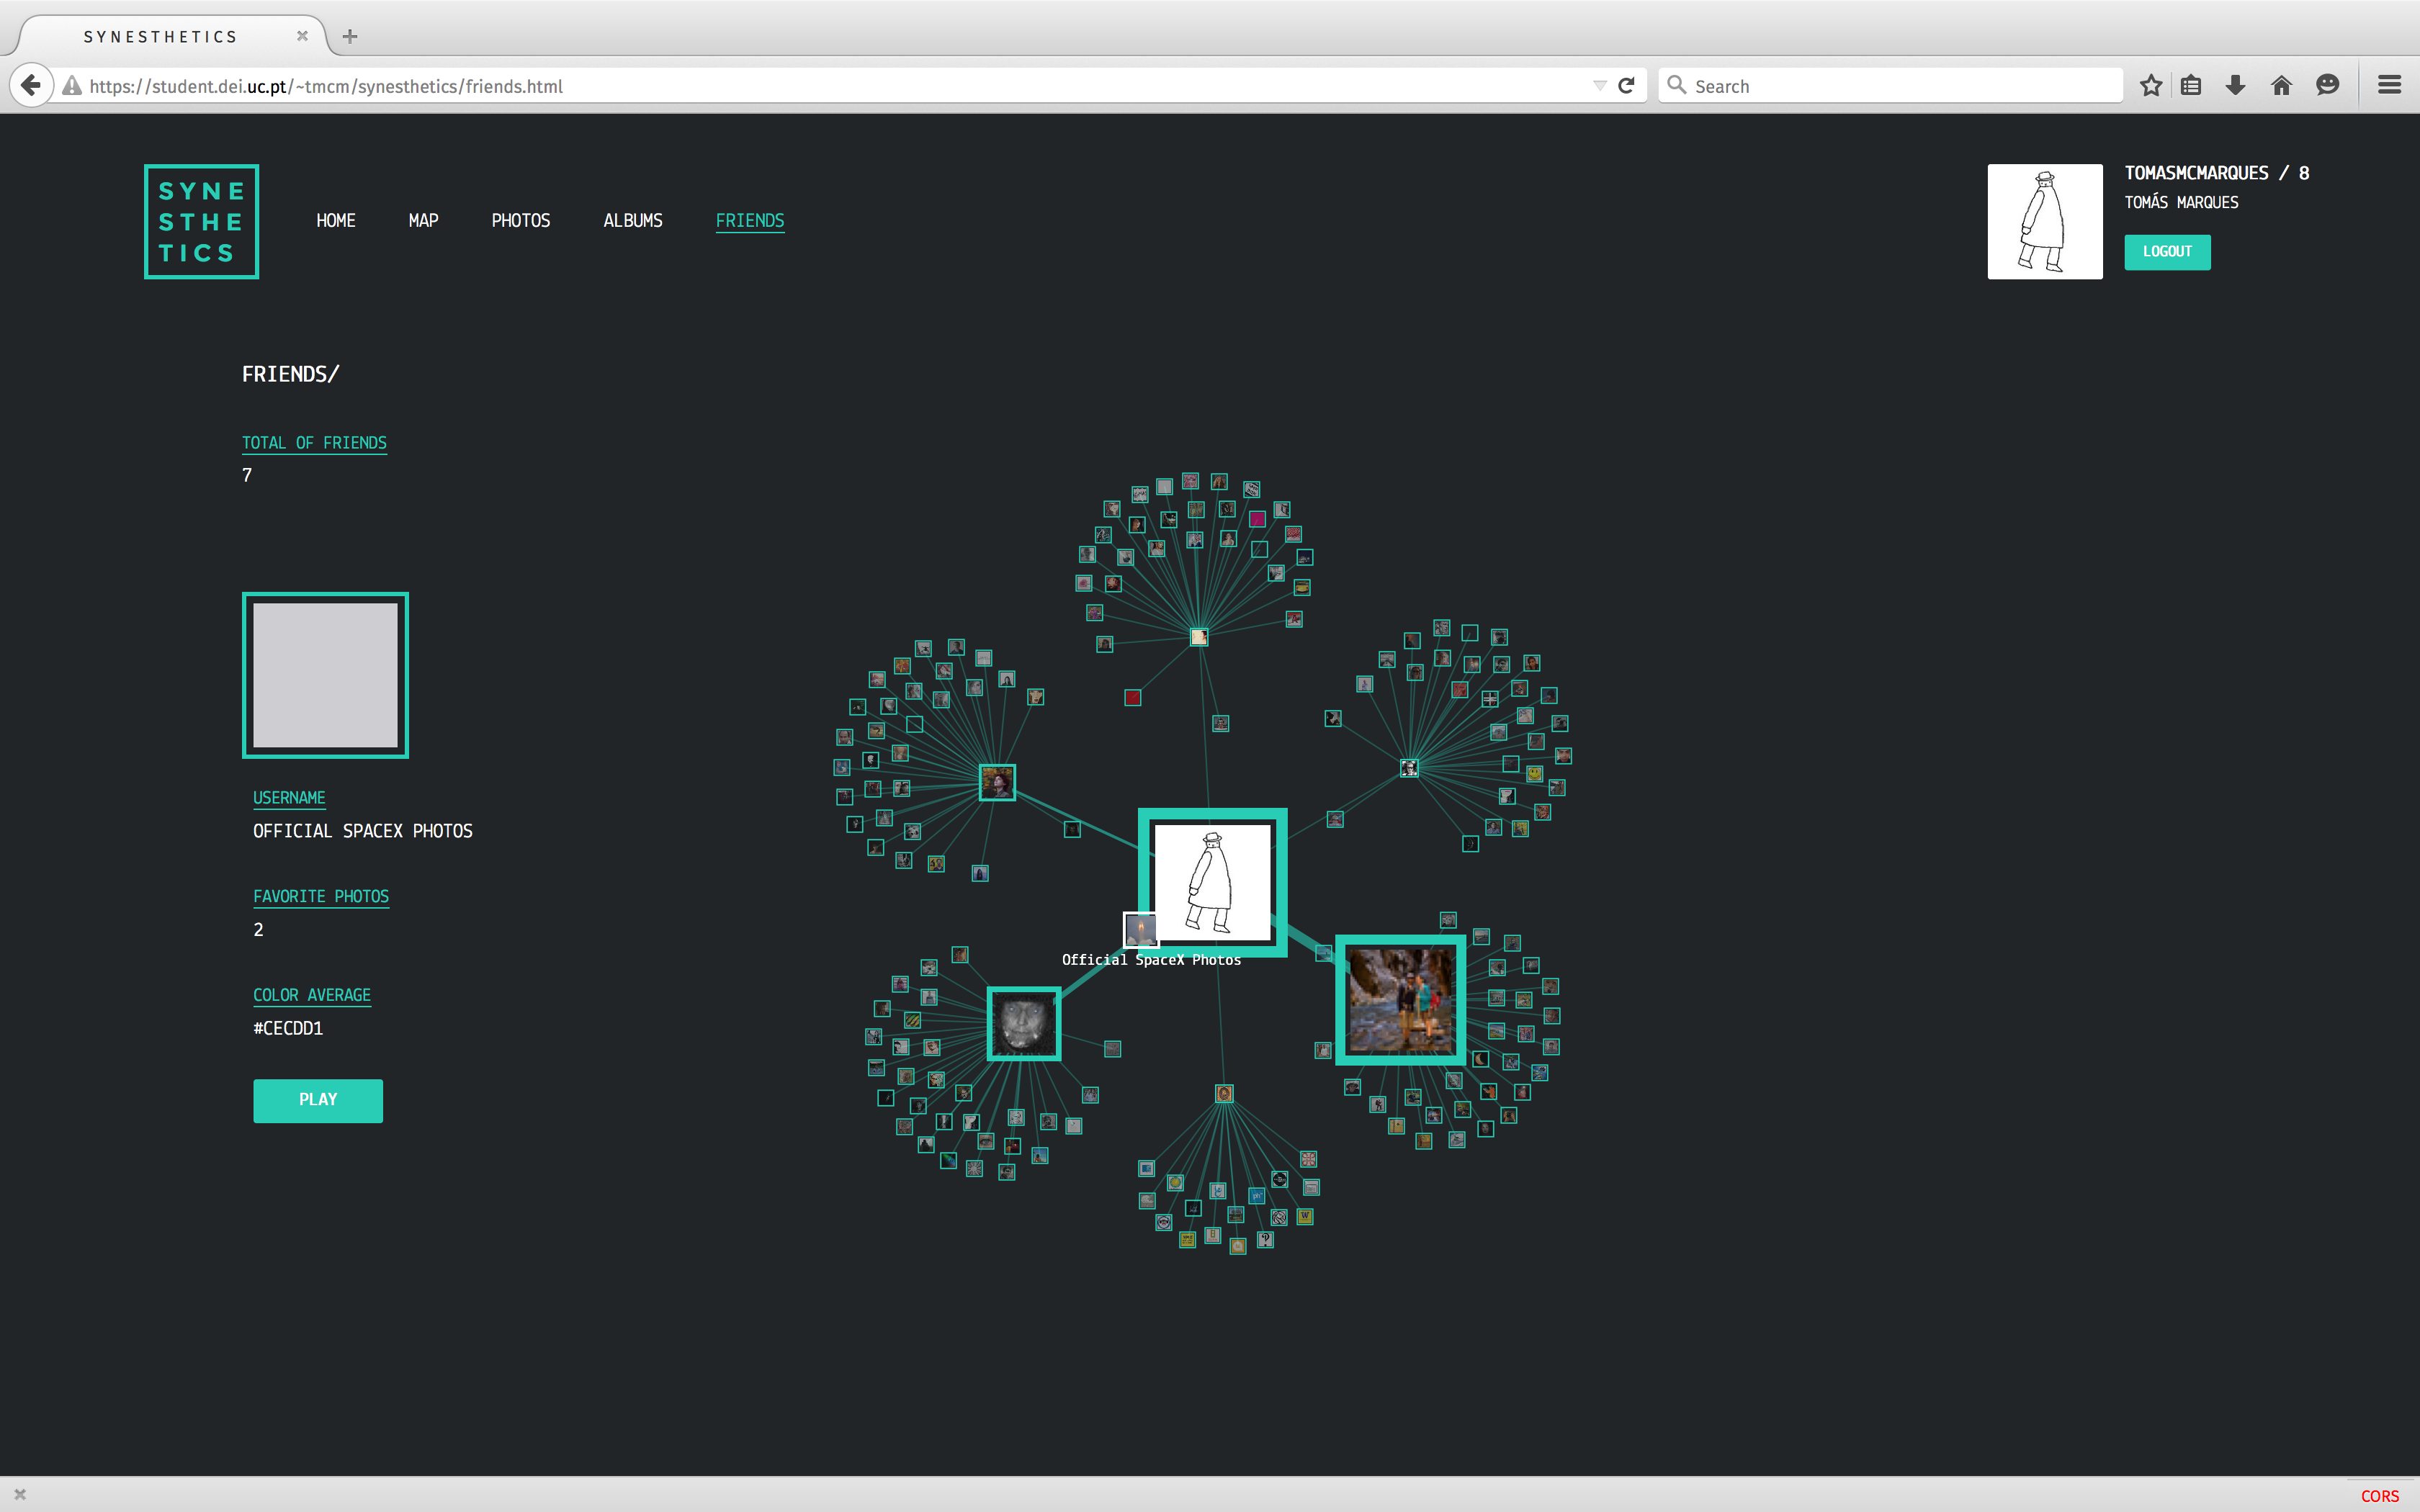 SYNESTHETICS
https://student.dei.uc.pt/~tmcm/synesthetics/friends.html
Search
SYNE
STHE
TICS
HOME
MAP
PHOTOS
ALBUMS
FRIENDS
TOMASMCMARQUES / 8
TOMÁS MARQUES
LOGOUT
FRIENDS/
TOTAL OF FRIENDS
7
USERNAME
OFFICIAL SPACEX PHOTOS
FAVORITE PHOTOS
2
COLOR AVERAGE
#CECDD1
PLAY
Official SpaceX Photos
CORS